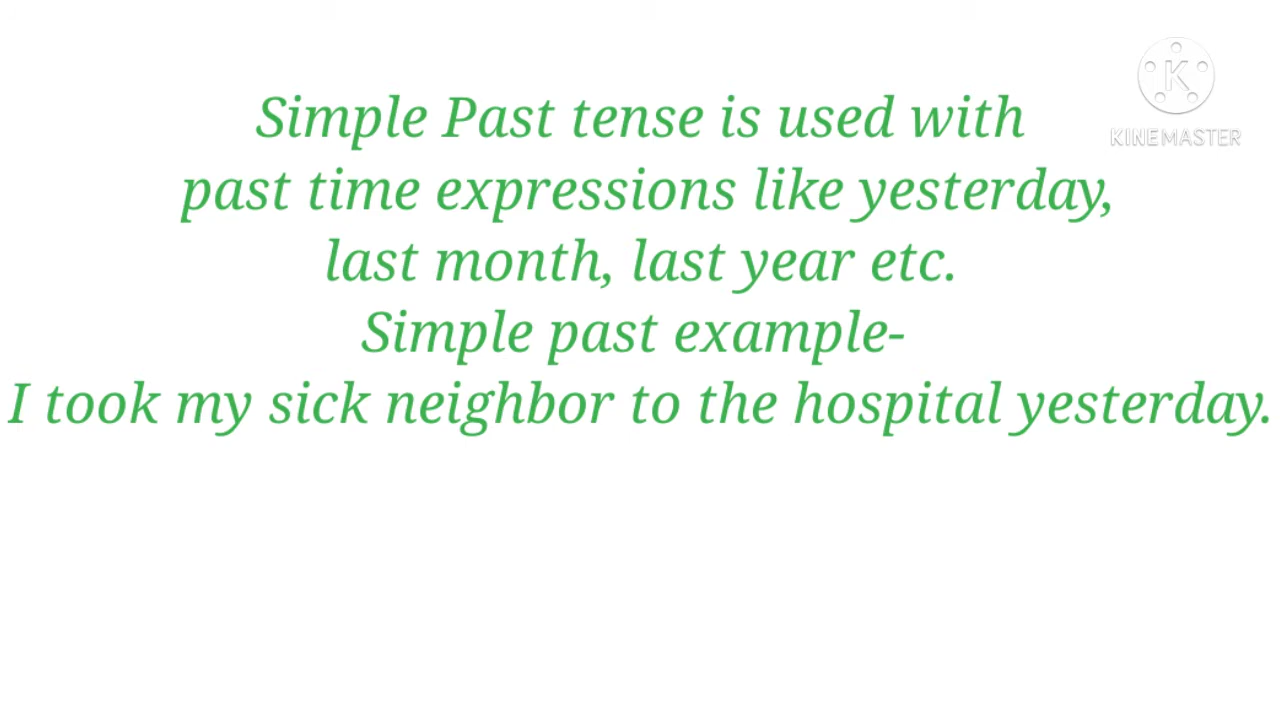 Simple Past tense is used with
past time expressions like yesterday,
last month, last year etc.
Simple past example-
I took my sick neighbor to the hospital yesterday.
K
KINEMASTER